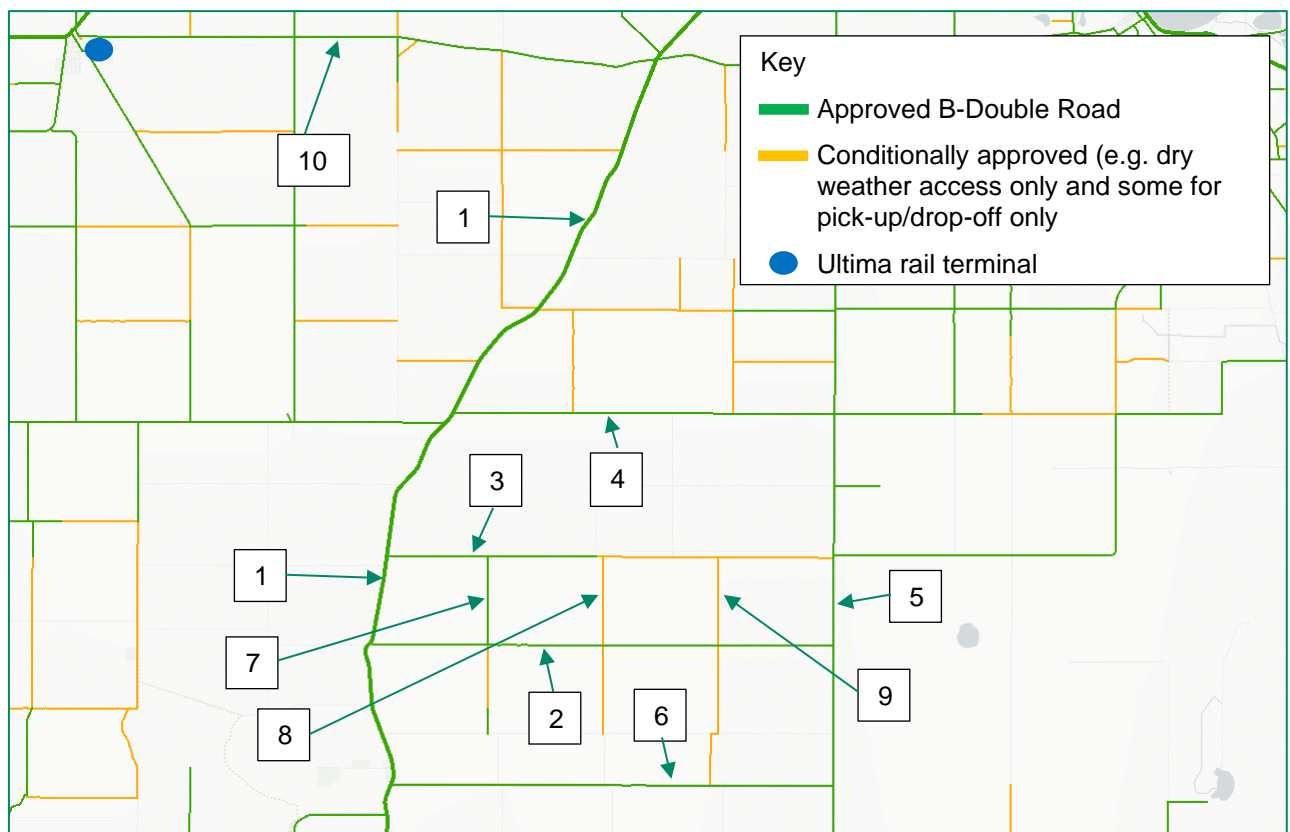 Key
Approved B-Double Road
Conditionally approved (e.g. dry
weather access only and some for
pick-up/drop-off only
Ultima rail terminal
10
1
4
3
1
5
7
9
2
6
8